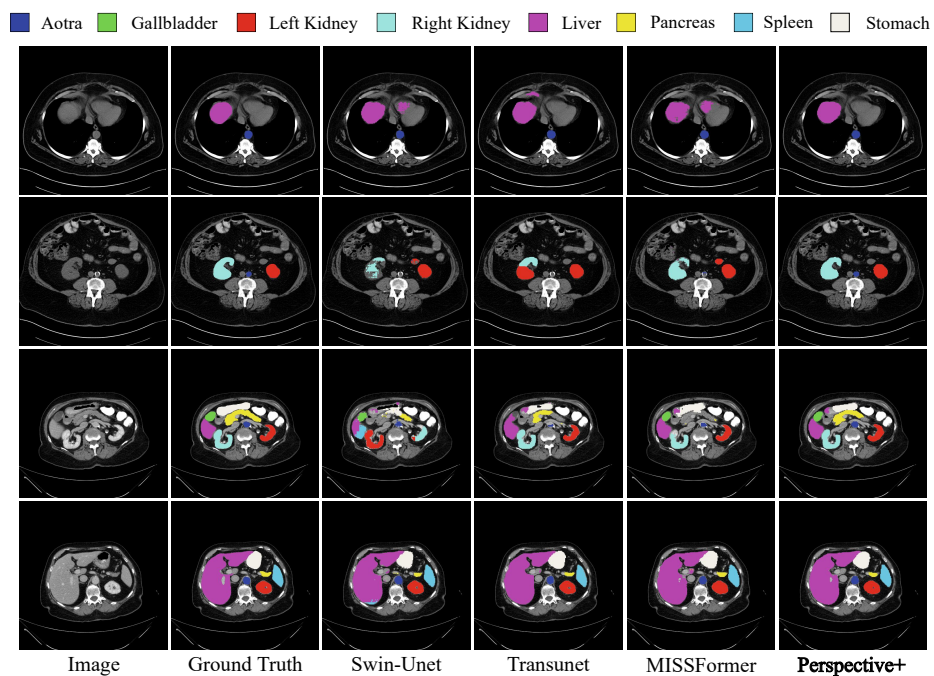 Aotra Gallbladder Left Kidney Right Kidney Liver Pancreas Spleen Stomach
Image Ground Truth Swin-Unet Transunet MISSFormer Perspective+